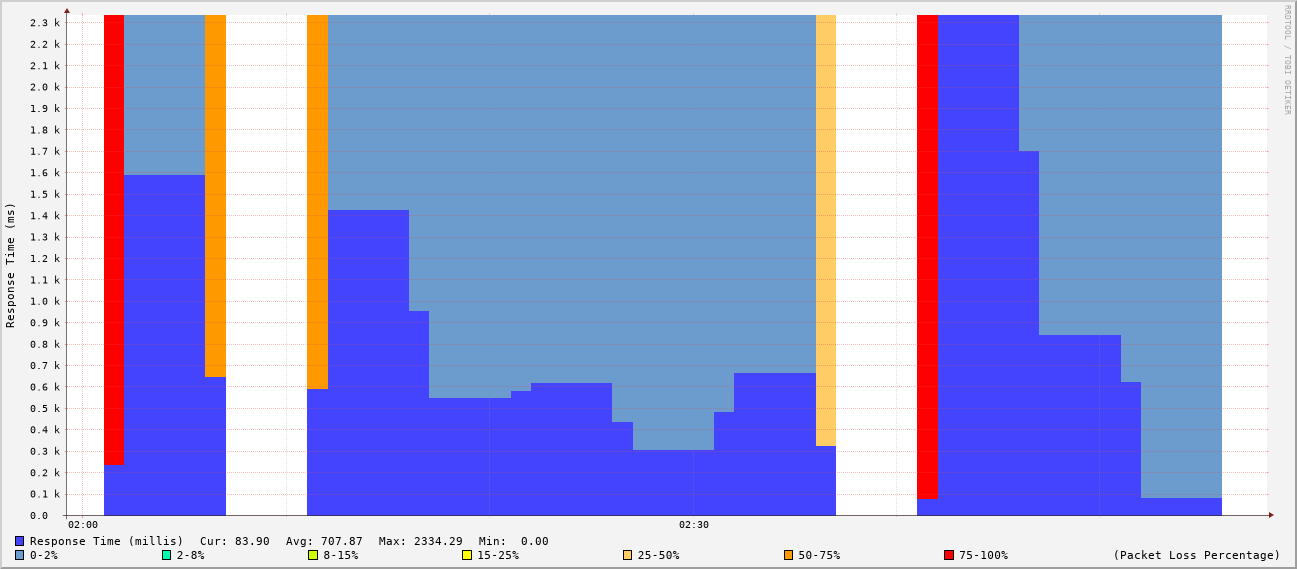 2.3 k
2.2 k
2.1 k
2.0 k
1.9 k
1.8 k
1.7 k
1.6 k
1.5 k
1.4 k
1.3 k
1.2 k
1.1 k
1.0 k
0.9 k
0.8 k
0.7 k
0.6 k
0.5 k
0.4 k
0.3 k
0.2 k
0.1 k
0.0
Response Time (ms)
RRDTOOL / TOBI OETIKER
02:00 02:30
Response Time (millis) Cur: 83.90 Avg: 707.87 Max: 2334.29 Min: 0.00
0-2% 2-8% 8-15% 15-25% 25-50% 50-75% 75-100% (Packet Loss Percentage)